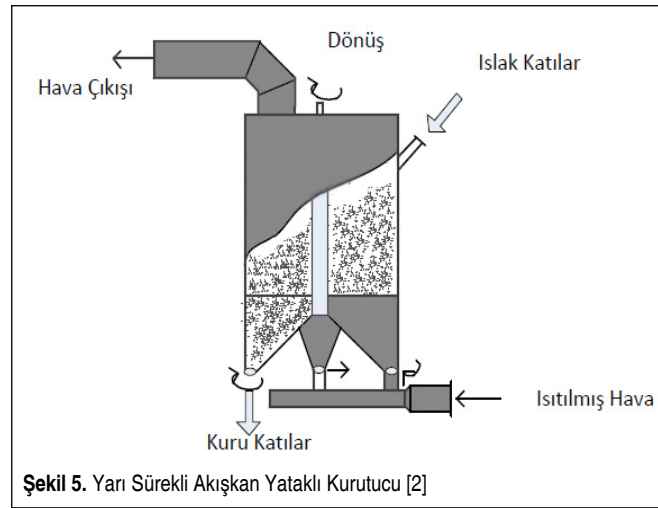 Dönüş
Islak Katılar
Hava Çıkışı
Isıtılmış Hava
Kuru Katılar
Şekil 5. Yarı Sürekli Akışkan Yataklı Kurutucu [2]